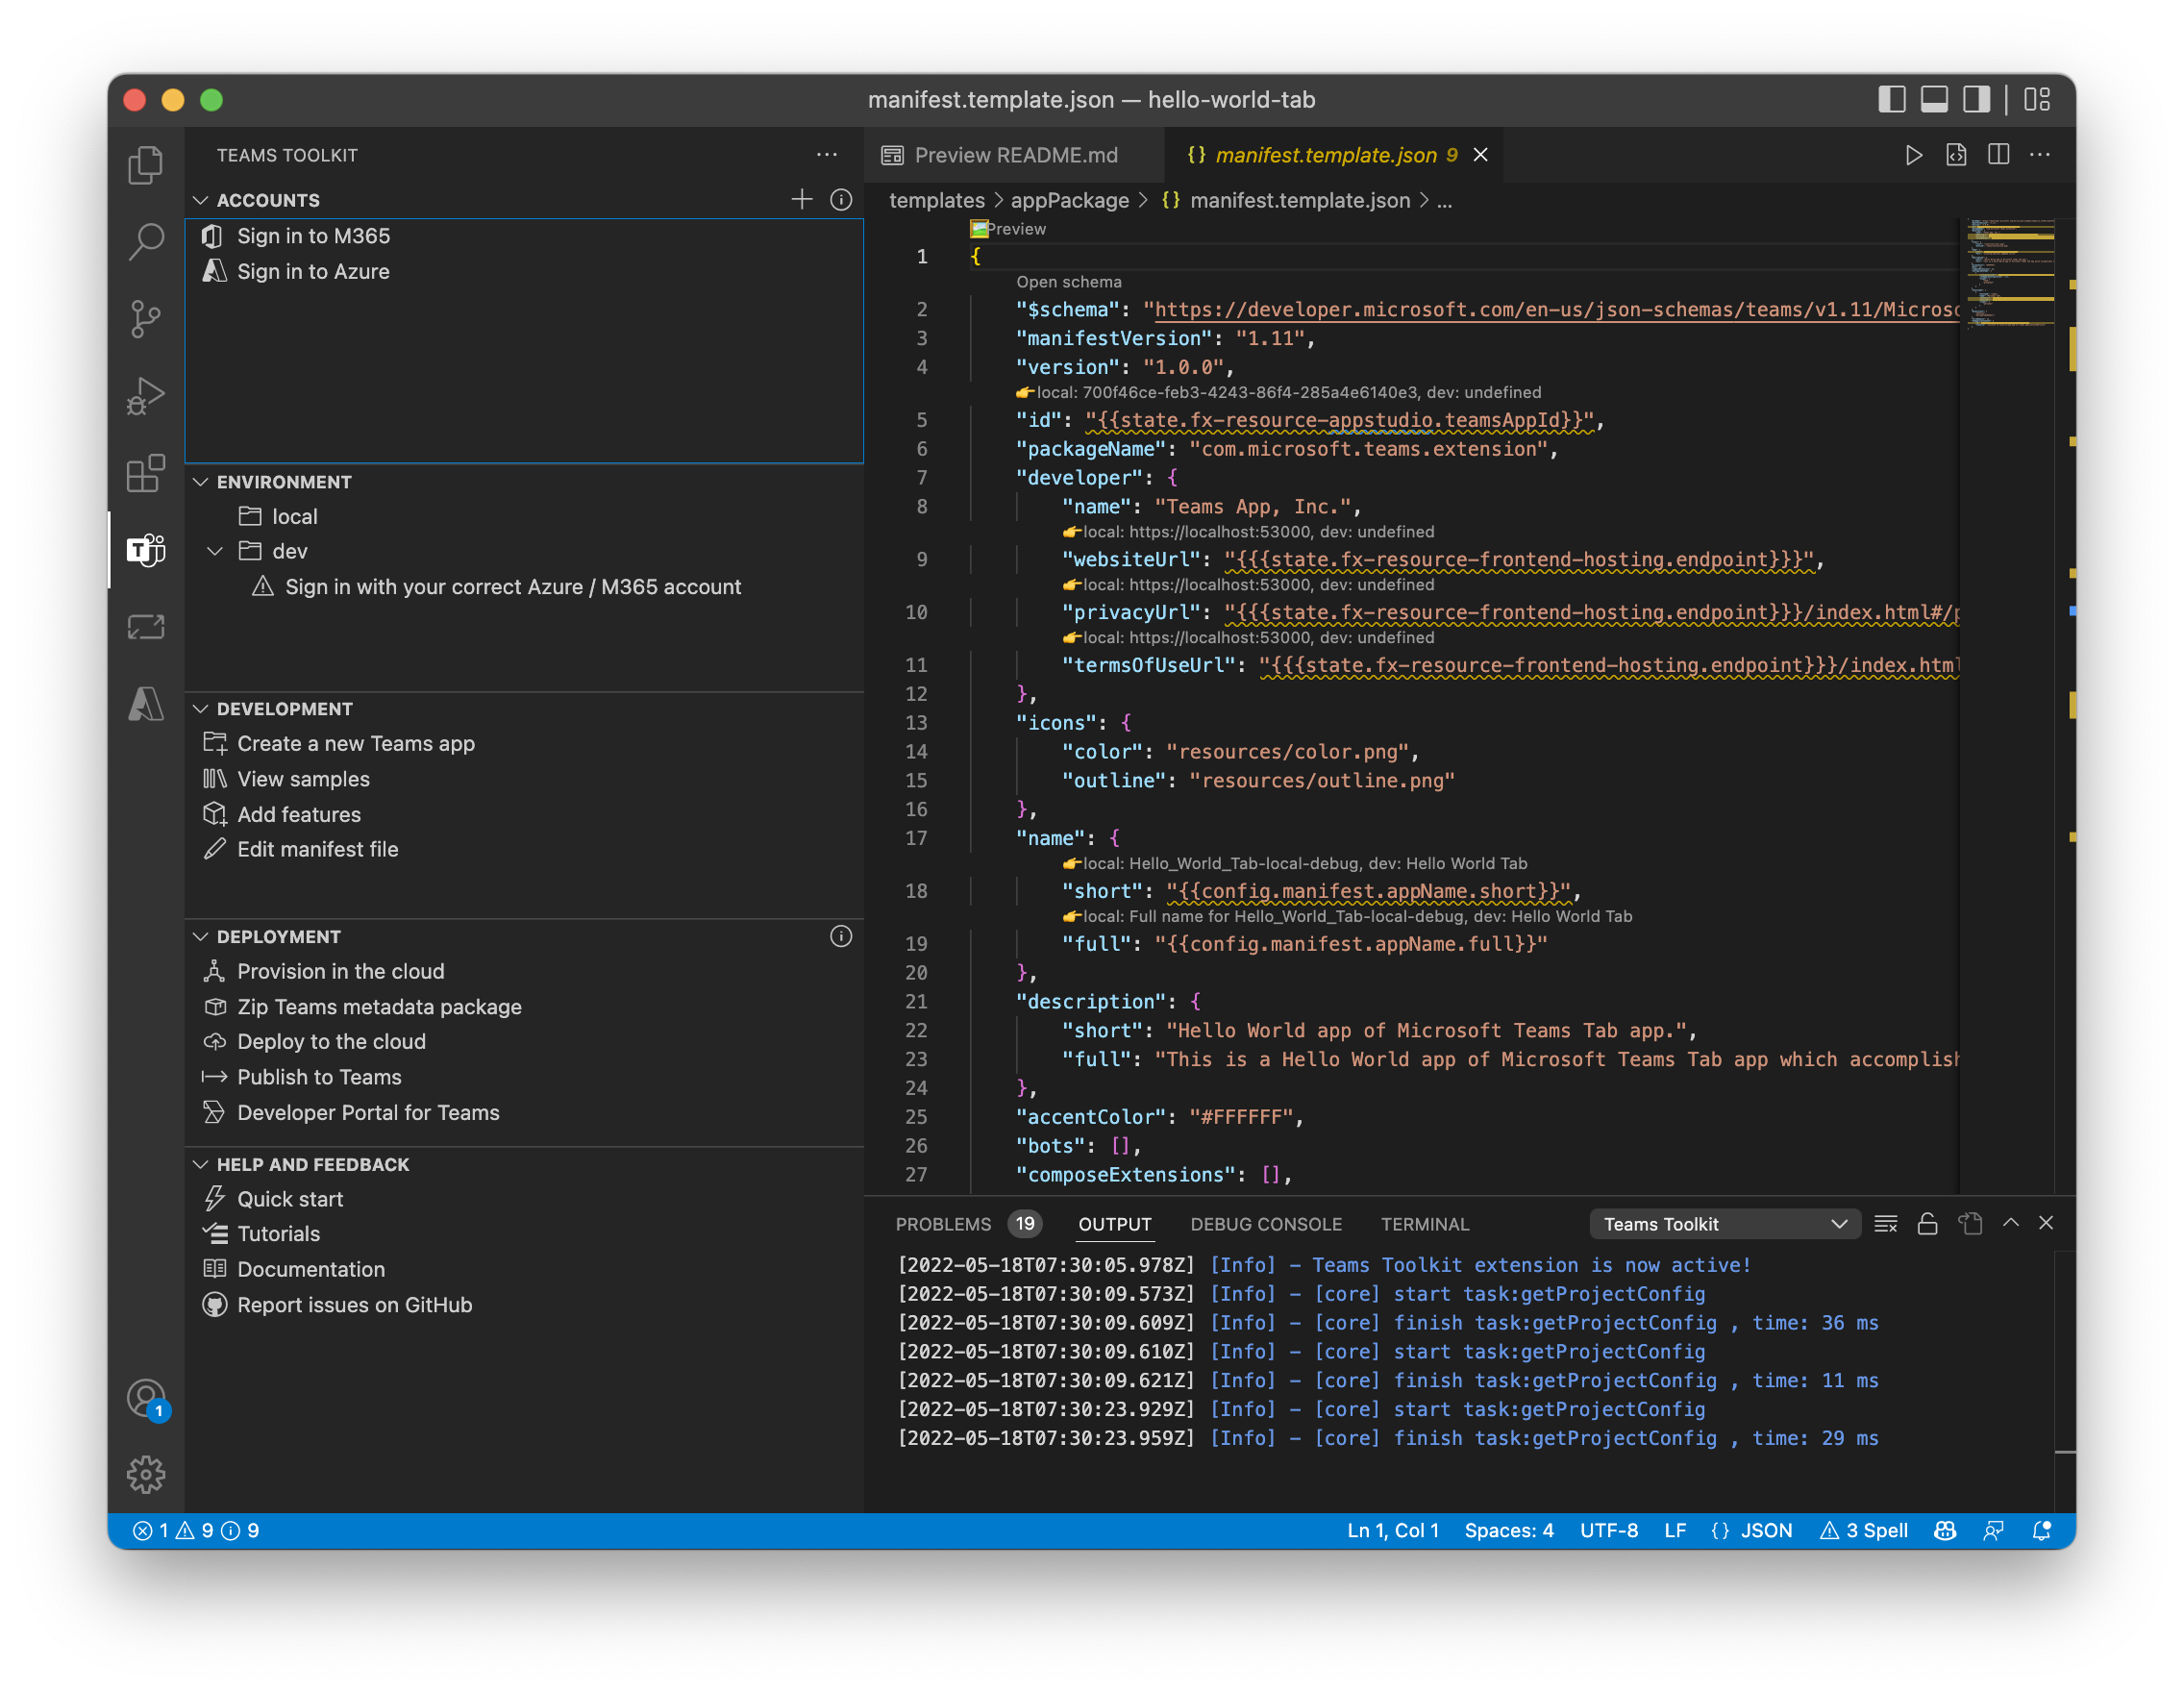 manifest.template.json — hello-world-tab
TEAMS TOOLKIT
ACCOUNTS
Sign in to M365
Sign in to Azure
ENVIRONMENT
local
dev
Sign in with your correct Azure / M365 account
DEVELOPMENT
Create a new Teams app
View samples
Add features
Edit manifest file
DEPLOYMENT
Provision in the cloud
Zip Teams metadata package
Deploy to the cloud
Publish to Teams
Developer Portal for Teams
HELP AND FEEDBACK
Quick start
Tutorials
Documentation
Report issues on GitHub
1
Preview README.md
{} manifest.template.json 9
templates > appPackage > {} manifest.template.json > ...
Preview
1 {
Open schema
2 "$schema": "https://developer.microsoft.com/en-us/json-schemas/teams/v1.11/Microso
3 "manifestVersion": "1.11",
4 "version": "1.0.0",
👉local: 700f46ce-feb3-4243-86f4-285a4e6140e3, dev: undefined
5 "id": "{{state.fx-resource-appstudio.teamsAppId}}",
6 "packageName": "com.microsoft.teams.extension",
7 "developer": {
8 "name": "Teams App, Inc.",
👉local: https://localhost:53000, dev: undefined
9 "websiteUrl": "{{{state.fx-resource-frontend-hosting.endpoint}}}",
👉local: https://localhost:53000, dev: undefined
10 "privacyUrl": "{{{state.fx-resource-frontend-hosting.endpoint}}}/index.html#/p
👉local: https://localhost:53000, dev: undefined
11 "termsOfUseUrl": "{{{state.fx-resource-frontend-hosting.endpoint}}}/index.html
12 },
13 "icons": {
14 "color": "resources/color.png",
15 "outline": "resources/outline.png"
16 },
17 "name": {
👉local: Hello_World_Tab-local-debug, dev: Hello World Tab
18 "short": "{{config.manifest.appName.short}}",
👉local: Full name for Hello_World_Tab-local-debug, dev: Hello World Tab
19 "full": "{{config.manifest.appName.full}}"
20 },
21 "description": {
22 "short": "Hello World app of Microsoft Teams Tab app.",
23 "full": "This is a Hello World app of Microsoft Teams Tab app which accomplish
24 },
25 "accentColor": "#FFFFFF",
26 "bots": [],
27 "composeExtensions": [],
PROBLEMS 19 OUTPUT DEBUG CONSOLE TERMINAL Teams Toolkit
[2022-05-18T07:30:05.978Z] [Info] - Teams Toolkit extension is now active!
[2022-05-18T07:30:09.573Z] [Info] - [core] start task:getProjectConfig
[2022-05-18T07:30:09.609Z] [Info] - [core] finish task:getProjectConfig , time: 36 ms
[2022-05-18T07:30:09.610Z] [Info] - [core] start task:getProjectConfig
[2022-05-18T07:30:09.621Z] [Info] - [core] finish task:getProjectConfig , time: 11 ms
[2022-05-18T07:30:23.929Z] [Info] - [core] start task:getProjectConfig
[2022-05-18T07:30:23.959Z] [Info] - [core] finish task:getProjectConfig , time: 29 ms
1 9 9 Ln 1, Col 1 Spaces: 4 UTF-8 LF {} JSON 3 Spell